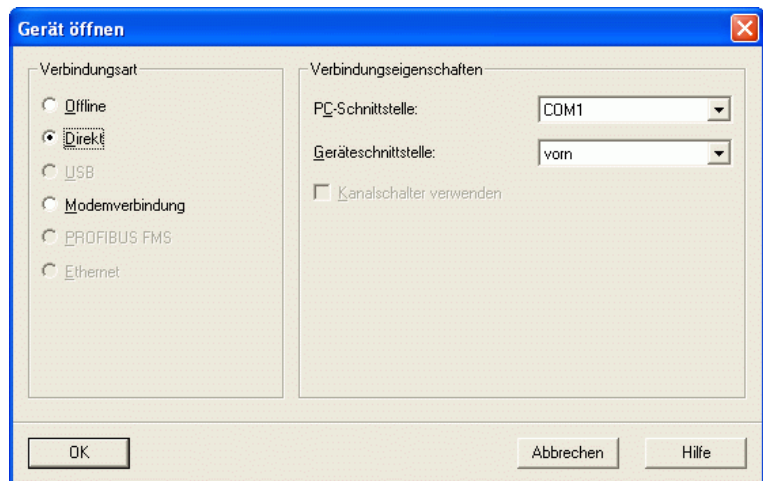 Gerät öffnen
Verbindungsart
Offline
Direkt
USB
Modemverbindung
PROFIBUS FMS
Ethernet
Verbindungseigenschaften
PC-Schnittstelle:
COM1
Geräteschnittstelle:
vorn
Kanalschalter verwenden
OK
Abbrechen
Hilfe